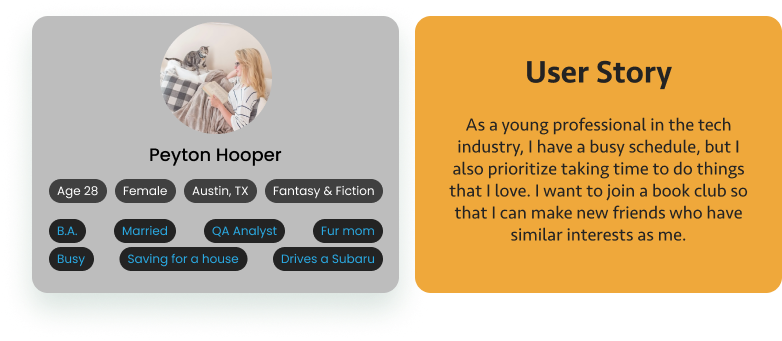 Peyton Hooper
Age 28 Female Austin, TX Fantasy & Fiction
B.A. Married QA Analyst Fur mom
Busy Saving for a house Drives a Subaru
User Story
As a young professional in the tech
industry, I have a busy schedule, but I
also prioritize taking time to do things
that I love. I want to join a book club so
that I can make new friends who have
similar interests as me.